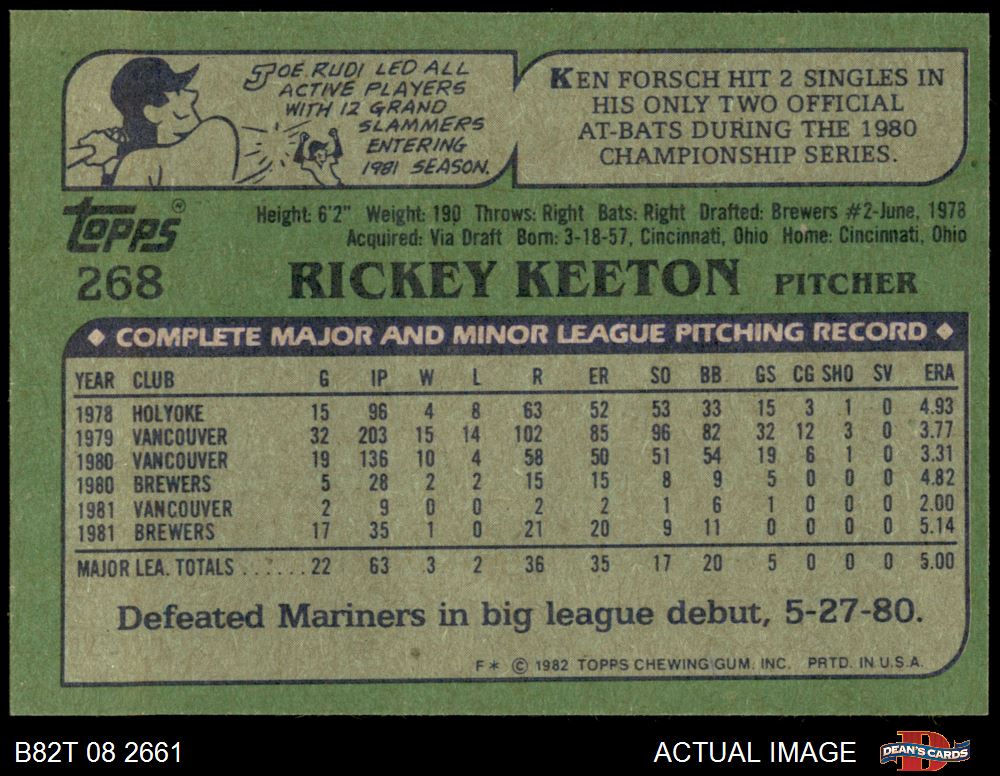 JOE RUDI LED ALL
ACTIVE PLAYERS
WITH 12 GRAND
SLAMMERS
ENTERING
1981 SEASON.
KEN FORSCH HIT 2 SINGLES IN
HIS ONLY TWO OFFICIAL
AT-BATS DURING THE 1980
CHAMPIONSHIP SERIES.
Topps®
268
Height: 6'2" Weight: 190 Throws: Right Bats: Right Drafted: Brewers #2-June, 1978
Acquired: Via Draft Born: 3-18-57, Cincinnati, Ohio Home: Cincinnati, Ohio
RICKEY KEETON PITCHER
◆ COMPLETE MAJOR AND MINOR LEAGUE PITCHING RECORD ◆
YEAR CLUB G IP W L R ER SO BB GS CG SHO SV ERA
1978 HOLYOKE 15 96 4 8 63 52 53 33 15 3 1 0 4.93
1979 VANCOUVER 32 203 15 14 102 85 96 82 32 12 3 0 3.77
1980 VANCOUVER 19 136 10 4 58 50 51 54 19 6 1 0 3.31
1980 BREWERS 5 28 2 2 15 15 8 9 5 0 0 0 4.82
1981 VANCOUVER 2 9 0 0 2 2 1 6 1 0 0 0 2.00
1981 BREWERS 17 35 1 0 21 20 9 11 0 0 0 0 5.14
MAJOR LEA. TOTALS ......22 63 3 2 36 35 17 20 5 0 0 0 5.00
Defeated Mariners in big league debut, 5-27-80.
F* © 1982 TOPPS CHEWING GUM. INC. PRTD. IN U.S.A.
B82T 08 2661
ACTUAL IMAGE
DEAN'S CARDS